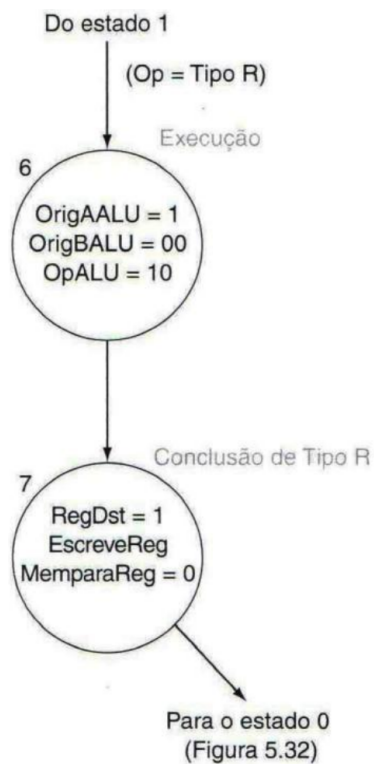 Do estado 1
(Op = Tipo R)
Execução
6
OrigAALU = 1
OrigBALU = 00
OpALU = 10
Conclusão de Tipo R
7
RegDst = 1
EscreveReg
MemparaReg = 0
Para o estado 0
(Figura 5.32)